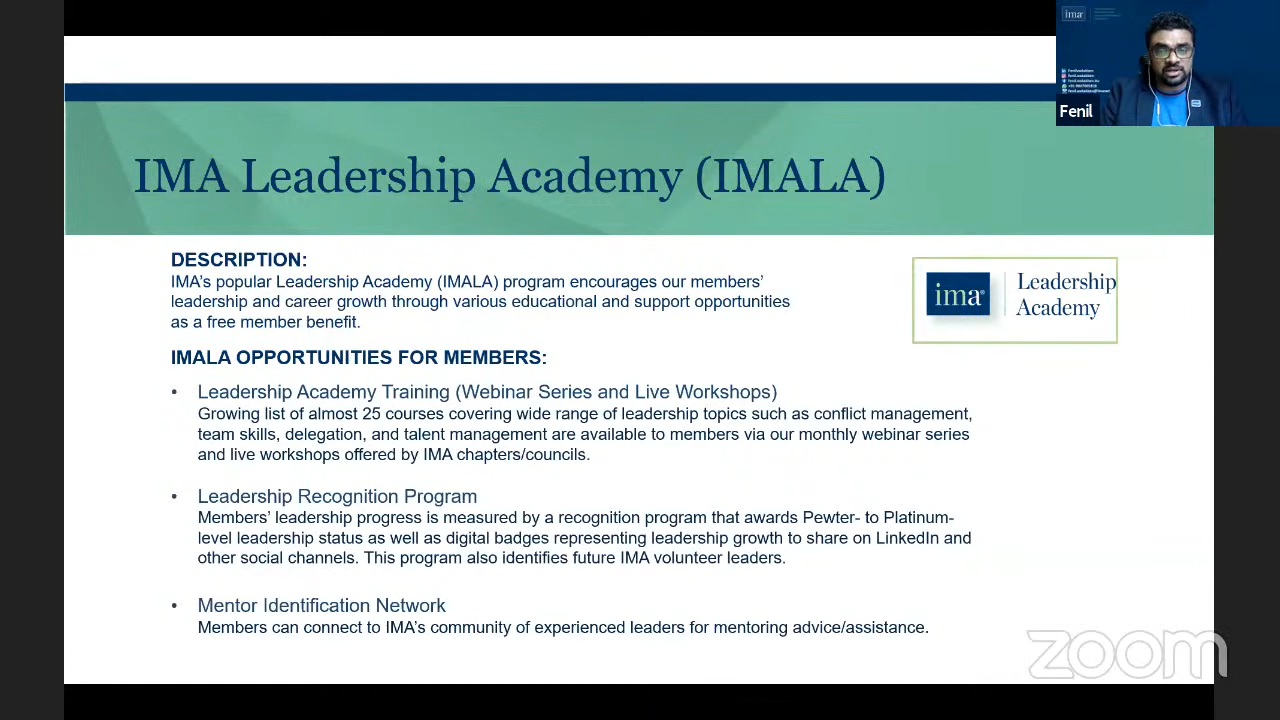 ima
Fenil
IMA Leadership Academy (IMALA)
DESCRIPTION:
IMA’s popular Leadership Academy (IMALA) program encourages our members’
leadership and career growth through various educational and support opportunities
as a free member benefit.
ima®
Leadership
Academy
IMALA OPPORTUNITIES FOR MEMBERS:
• Leadership Academy Training (Webinar Series and Live Workshops)
Growing list of almost 25 courses covering wide range of leadership topics such as conflict management,
team skills, delegation, and talent management are available to members via our monthly webinar series
and live workshops offered by IMA chapters/councils.
• Leadership Recognition Program
Members’ leadership progress is measured by a recognition program that awards Pewter- to Platinum-
level leadership status as well as digital badges representing leadership growth to share on LinkedIn and
other social channels. This program also identifies future IMA volunteer leaders.
• Mentor Identification Network
Members can connect to IMA’s community of experienced leaders for mentoring advice/assistance.
zoom